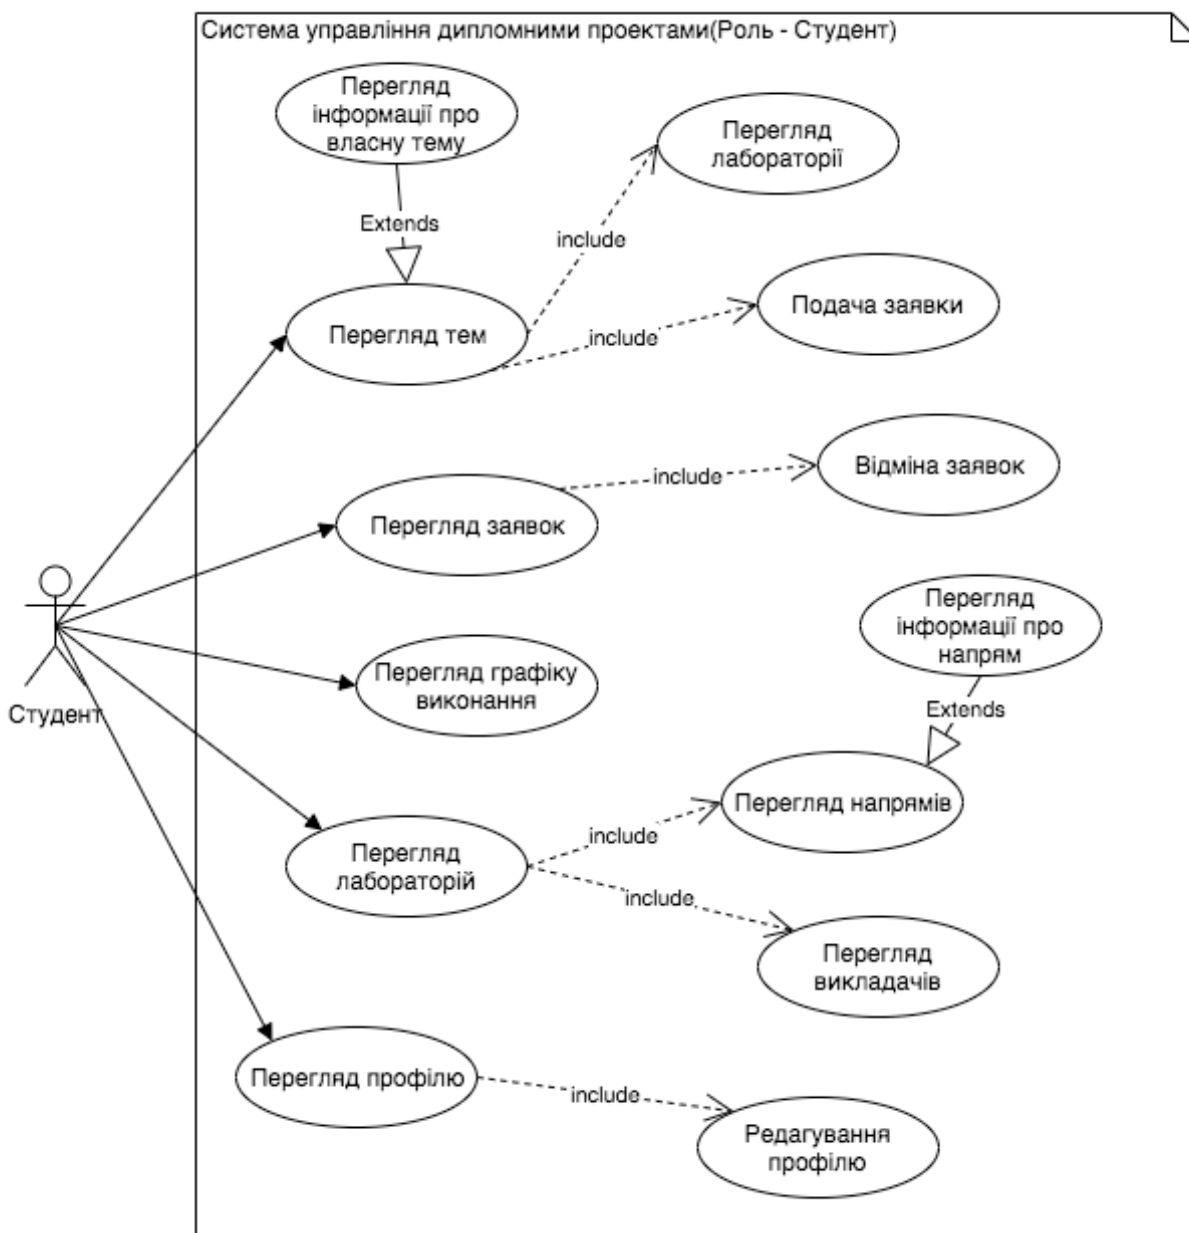 Система управління дипломними проектами(Роль - Студент)
Перегляд
інформації про
власну тему
Перегляд
лабораторії
Extends
include
Подача заявки
Перегляд тем
include
Відміна заявок
include
Перегляд заявок
Перегляд
інформації про
напрям
Перегляд графіку
виконання
Студент
Extends
Перегляд напрямів
include
Перегляд
лабораторій
include
Перегляд
викладачів
Перегляд профілю
include
Редагування
профілю